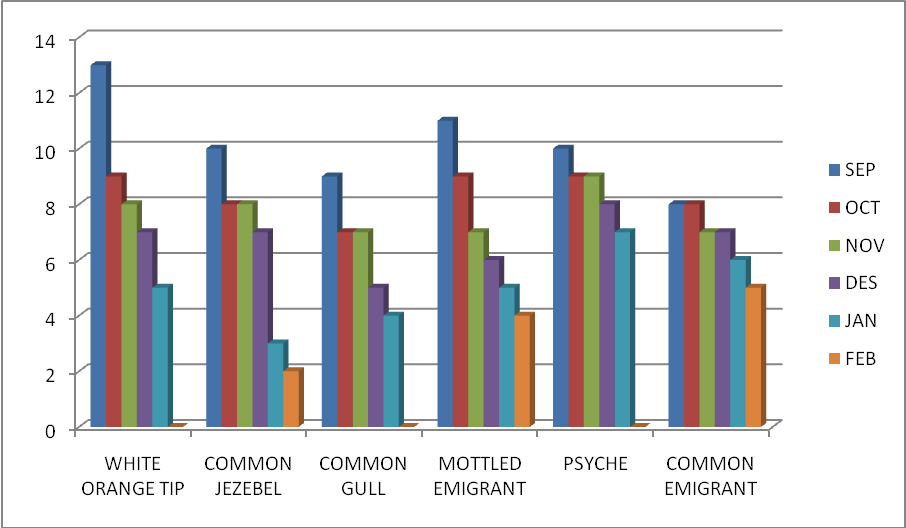 14
12
10
8
6
4
2
0
WHITE
ORANGE TIP
COMMON
JEZEBEL
COMMON
GULL
MOTTLED
EMIGRANT
PSYCHE
COMMON
EMIGRANT
SEP
OCT
NOV
DES
JAN
FEB